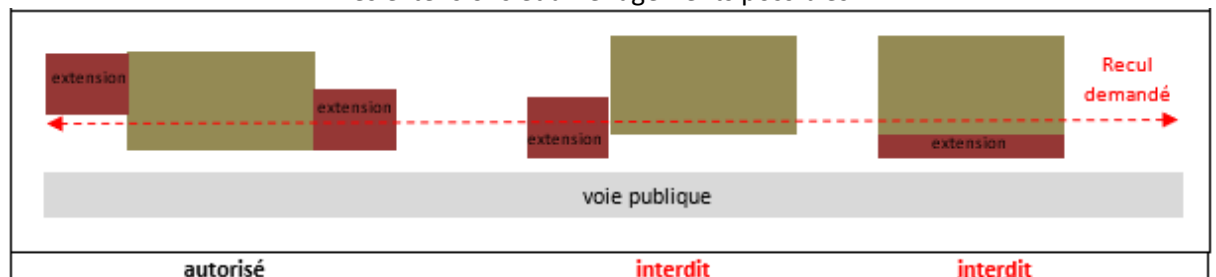 extension
extension
extension
extension
Recul
demandé
voie publique
autorisé
interdit
interdit